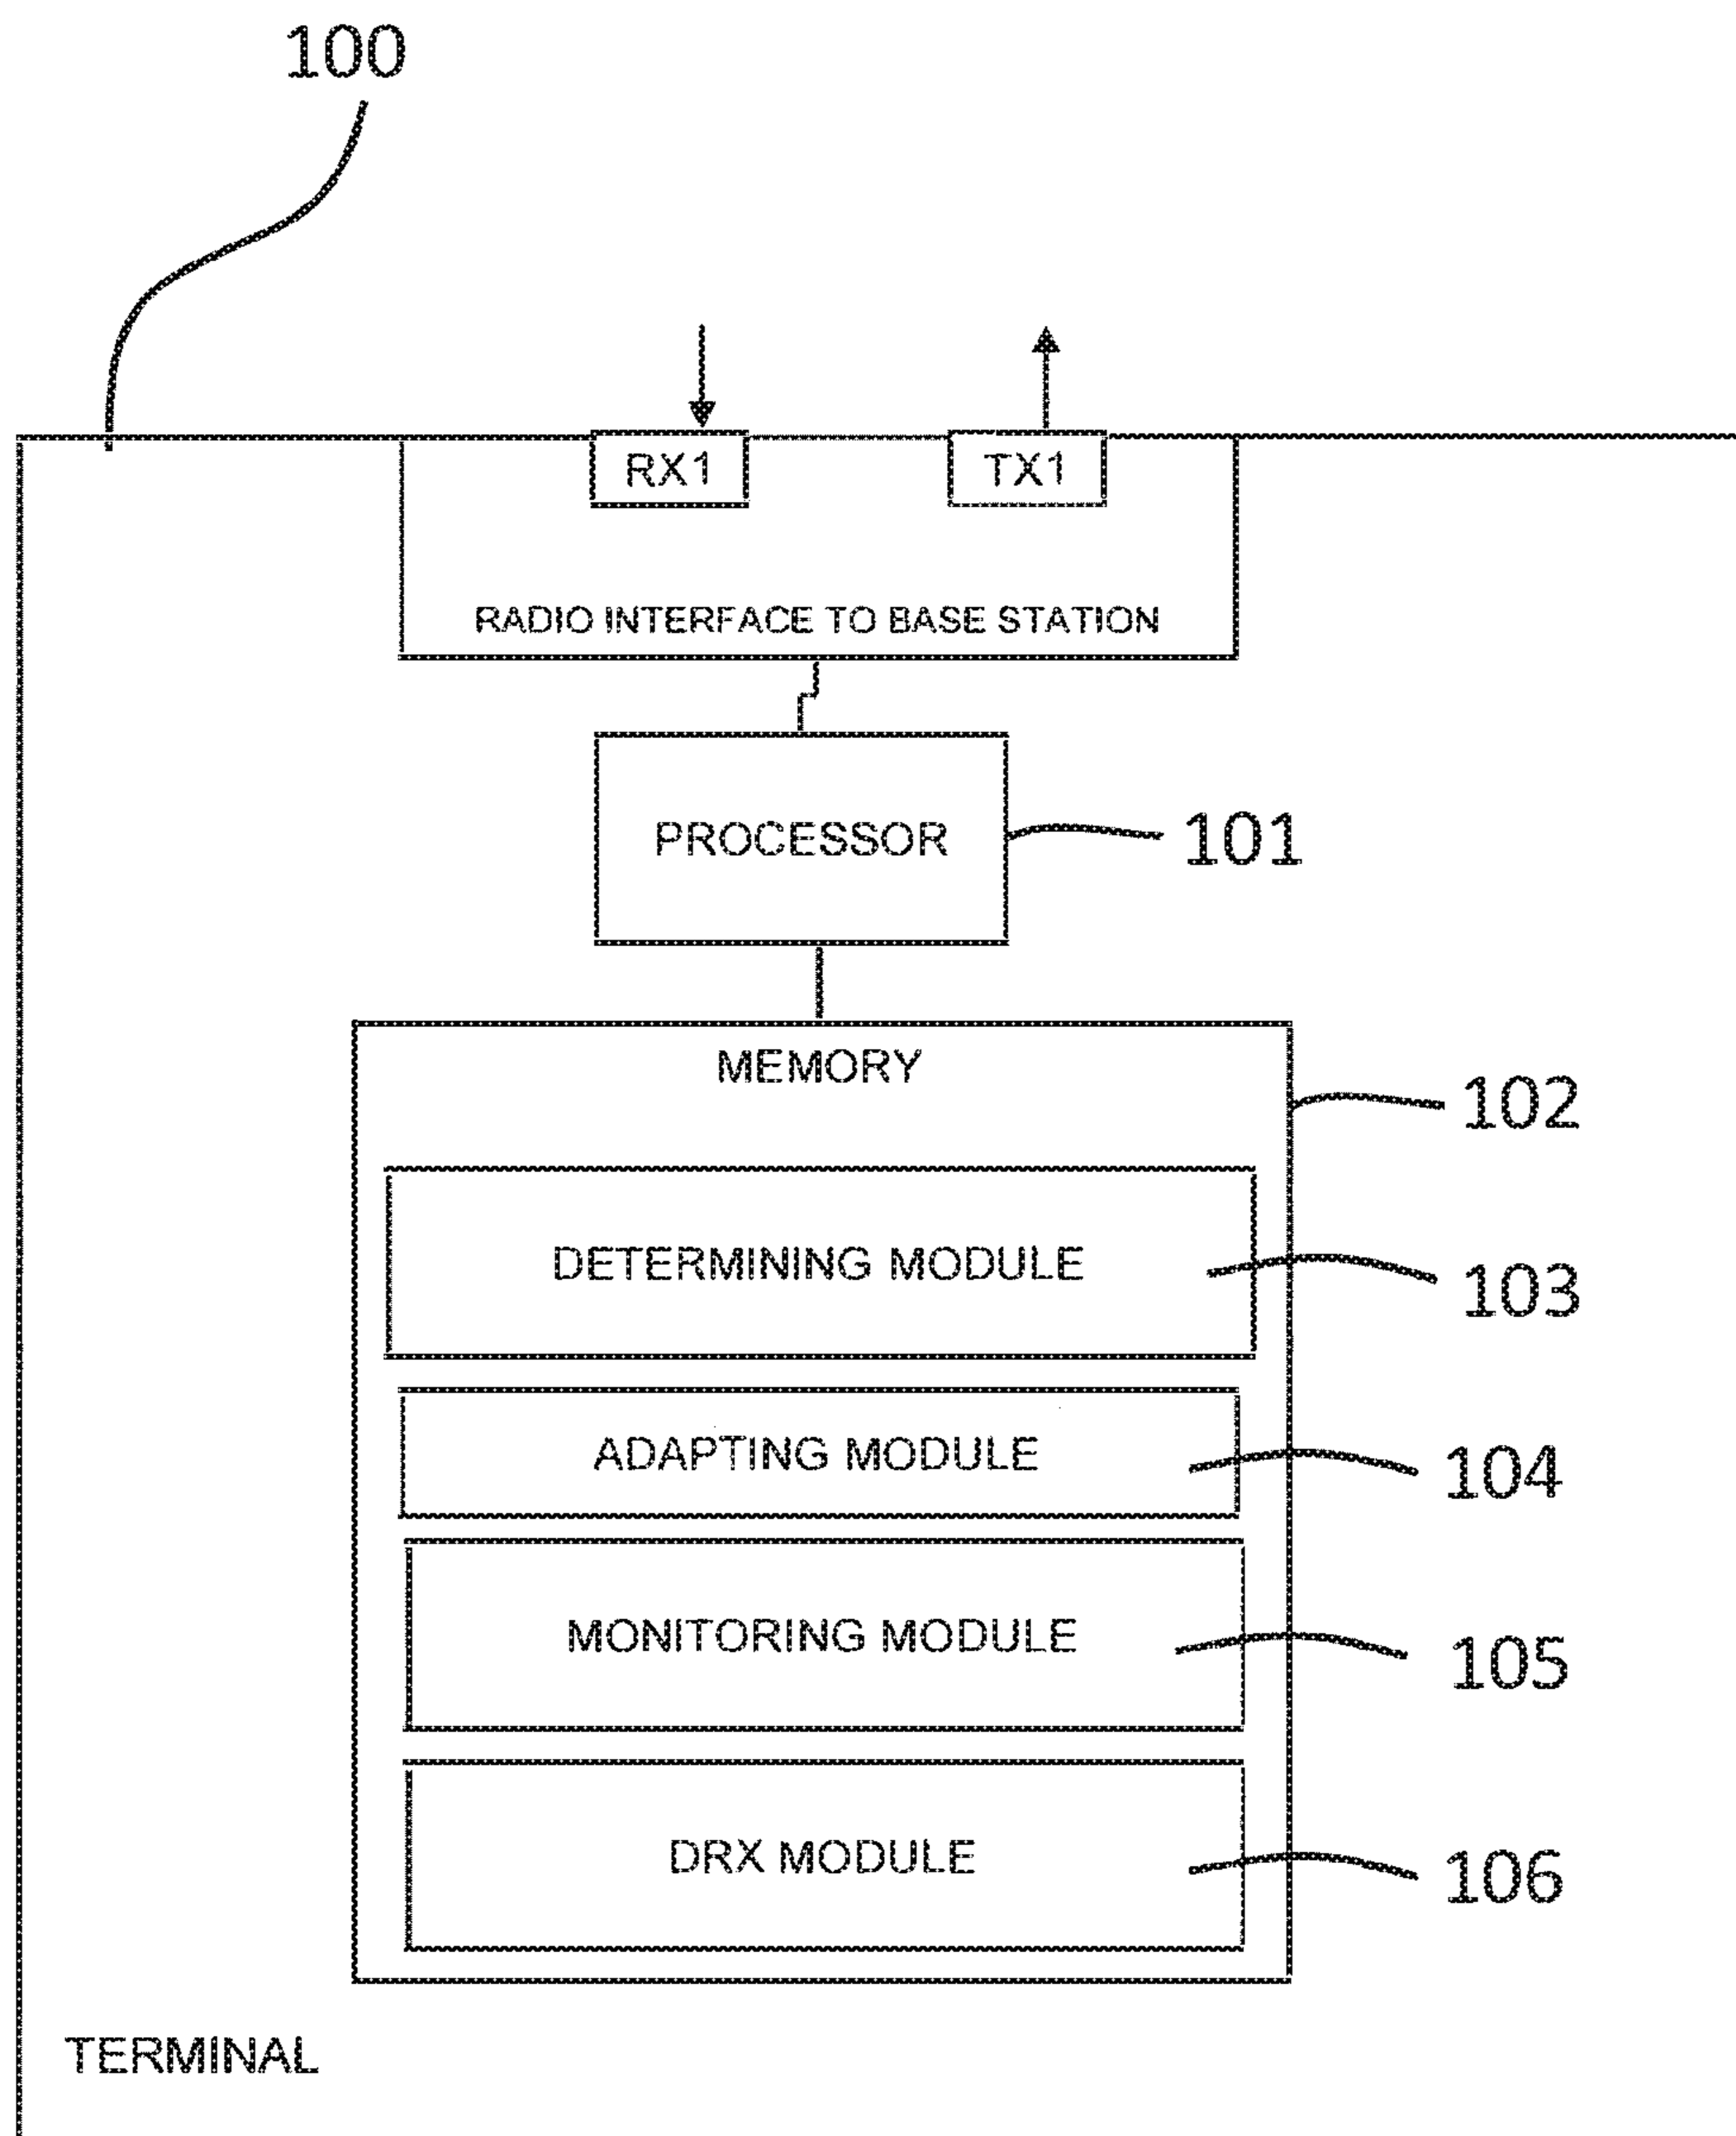 100
RX1
TX1
RADIO INTERFACE TO BASE STATION
PROCESSOR
101
MEMORY
102
DETERMINING MODULE
103
ADAPTING MODULE
104
MONITORING MODULE
105
DRX MODULE
106
TERMINAL